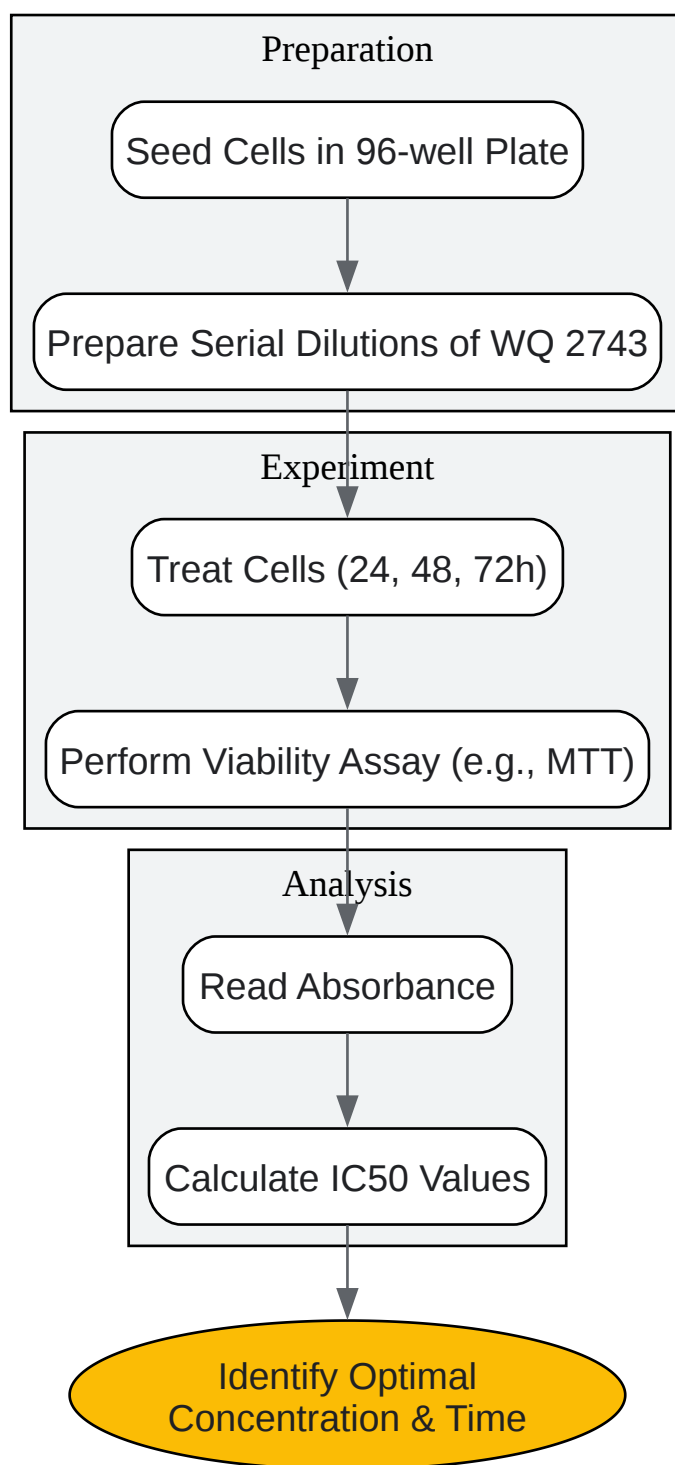 Preparation
Seed Cells in 96-well Plate
Prepare Serial Dilutions of WQ 2743
Experiment
Treat Cells (24, 48, 72h)
Perform Viability Assay (e.g., MTT)
Analysis
Read Absorbance
Calculate IC50 Values
Identify Optimal
Concentration & Time